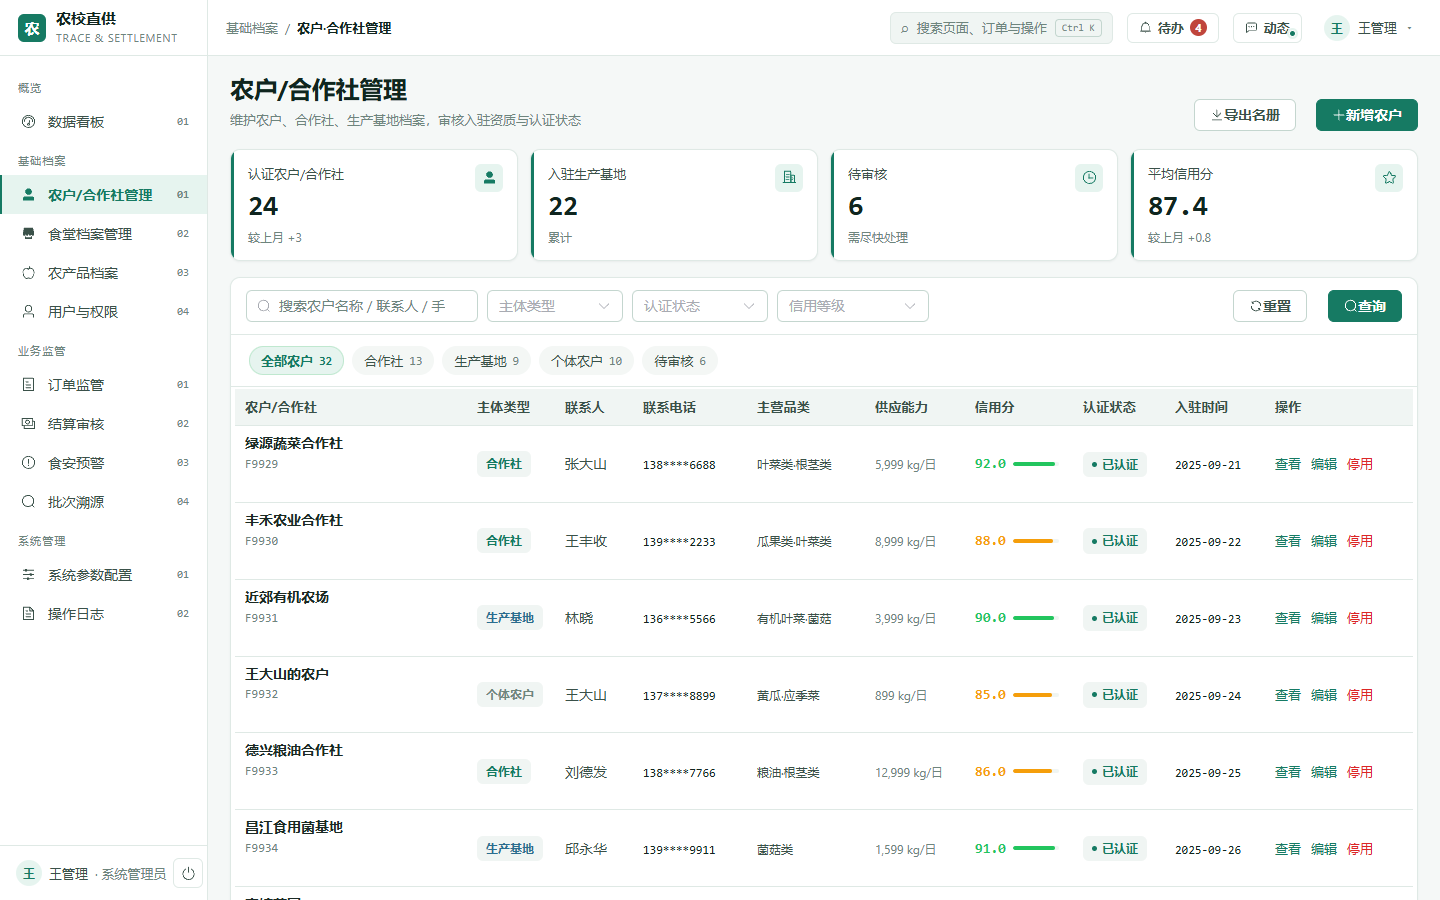 农
农校直供
TRACE & SETTLEMENT
概览
数据看板 01
基础档案
农户/合作社管理 01
食堂档案管理 02
农产品档案 03
用户与权限 04
业务监管
订单监管 01
结算审核 02
食安预警 03
批次溯源 04
系统管理
系统参数配置 01
操作日志 02
王 王管理 · 系统管理员
基础档案 / 农户·合作社管理
搜索页面、订单与操作 Ctrl K
待办 4
动态
王 王管理
农户/合作社管理
维护农户、合作社、生产基地档案，审核入驻资质与认证状态
导出名册
新增农户
认证农户/合作社
24
较上月 +3
入驻生产基地
22
累计
待审核
6
需尽快处理
平均信用分
87.4
较上月 +0.8
搜索农户名称 / 联系人 / 手
主体类型
认证状态
信用等级
重置
查询
全部农户 32
合作社 13
生产基地 9
个体农户 10
待审核 6
农户/合作社 主体类型 联系人 联系电话 主营品类 供应能力 信用分 认证状态 入驻时间 操作
绿源蔬菜合作社
F9929 合作社 张大山 138****6688 叶菜类·根茎类 5,999 kg/日 92.0 已认证 2025-09-21 查看 编辑 停用
丰禾农业合作社
F9930 合作社 王丰收 139****2233 瓜果类·叶菜类 8,999 kg/日 88.0 已认证 2025-09-22 查看 编辑 停用
近郊有机农场
F9931 生产基地 林晓 136****5566 有机叶菜·菌菇 3,999 kg/日 90.0 已认证 2025-09-23 查看 编辑 停用
王大山的农户
F9932 个体农户 王大山 137****8899 黄瓜·应季菜 899 kg/日 85.0 已认证 2025-09-24 查看 编辑 停用
德兴粮油合作社
F9933 合作社 刘德发 138****7766 粮油·根茎类 12,999 kg/日 86.0 已认证 2025-09-25 查看 编辑 停用
昌江食用菌基地
F9934 生产基地 邱永华 139****9911 菌菇类 1,599 kg/日 91.0 已认证 2025-09-26 查看 编辑 停用